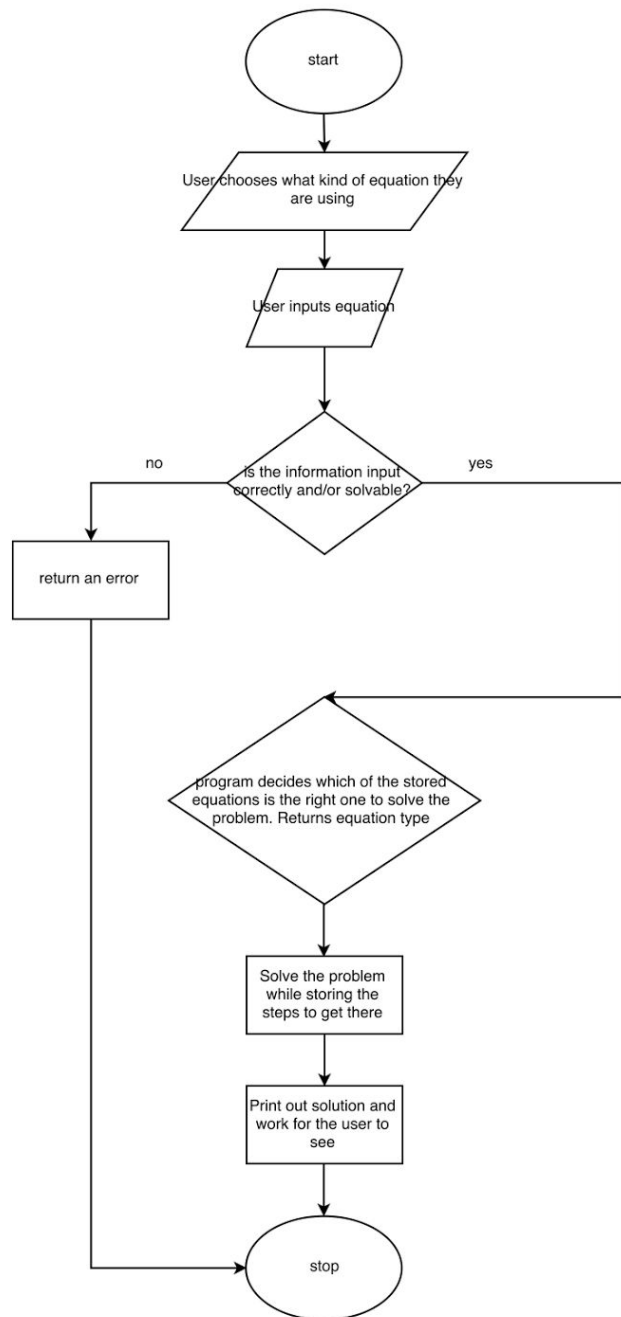 start
User chooses what kind of equation they
are using
User inputs equation
is the information input
correctly and/or solvable?
no
yes
return an error
program decides which of the stored
equations is the right one to solve the
problem. Returns equation type
Solve the problem
while storing the
steps to get there
Print out solution and
work for the user to
see
stop